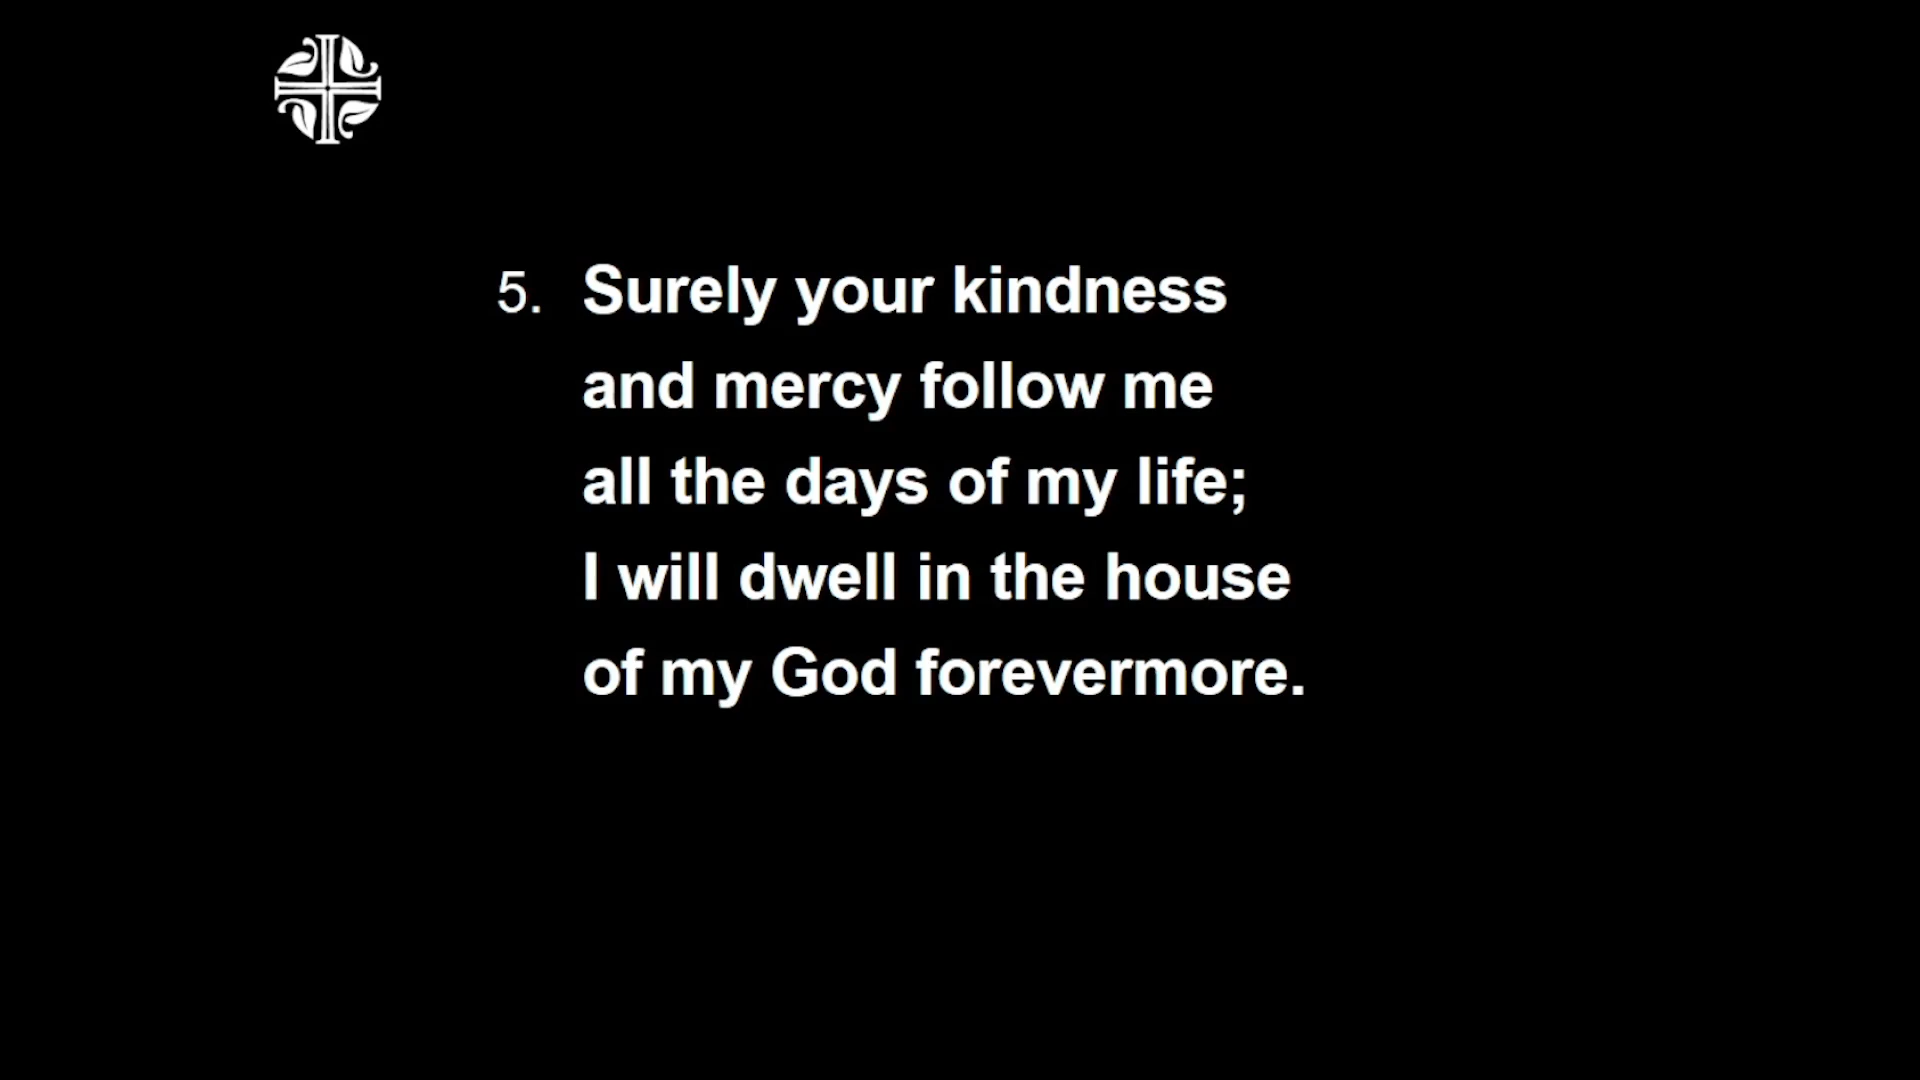 5. Surely your kindness
and mercy follow me
all the days of my life;
I will dwell in the house
of my God forevermore.